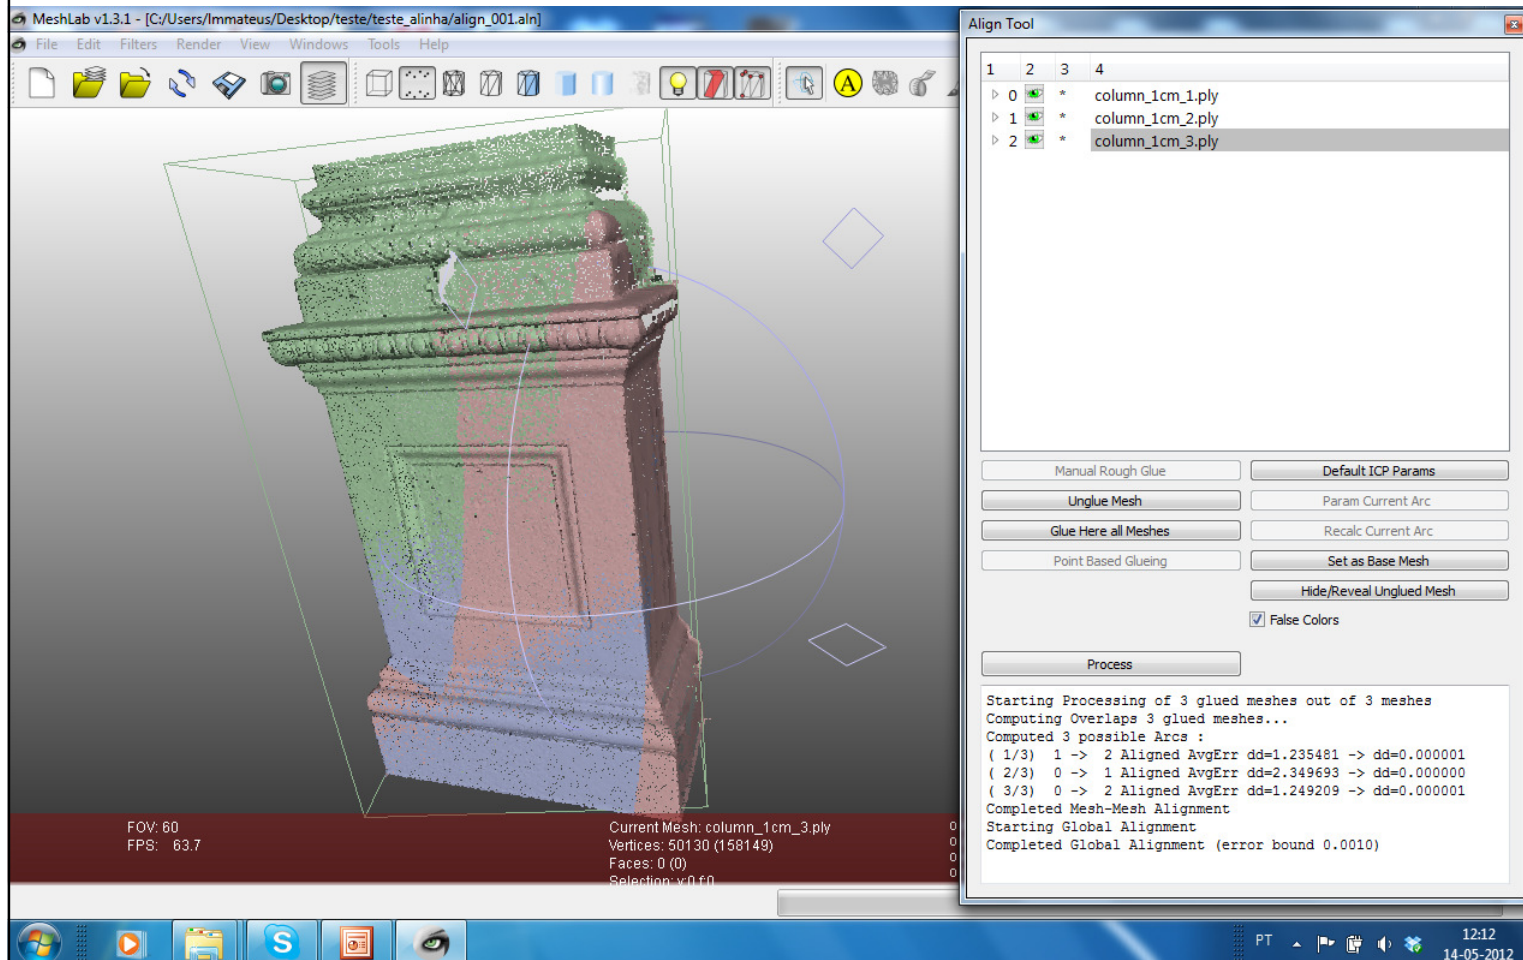 MeshLab v1.3.1 - [C:/Users/Immateus/Desktop/teste/teste_alinha/align_001.aln]
File Edit Filters Render View Windows Tools Help
A
Align Tool
1 2 3 4
0 * column_1cm_1.ply
1 * column_1cm_2.ply
2 * column_1cm_3.ply
Manual Rough Glue Default ICP Params
Unglue Mesh Param Current Arc
Glue Here all Meshes Recalc Current Arc
Point Based Glueing Set as Base Mesh
Hide/Reveal Unglued Mesh
False Colors
Process
Starting Processing of 3 glued meshes out of 3 meshes
Computing Overlaps 3 glued meshes...
Computed 3 possible Arcs :
( 1/3) 1 -> 2 Aligned AvgErr dd=1.235481 -> dd=0.000001
( 2/3) 0 -> 1 Aligned AvgErr dd=2.349693 -> dd=0.000000
( 3/3) 0 -> 2 Aligned AvgErr dd=1.249209 -> dd=0.000001
Completed Mesh-Mesh Alignment
Starting Global Alignment
Completed Global Alignment (error bound 0.0010)
FOV: 60
FPS: 63.7
Current Mesh: column_1cm_3.ply
Vertices: 50130 (158149)
Faces: 0 (0)
Selection: v:0 f:0
0
0
0
0
S
PT
12:12
14-05-2012